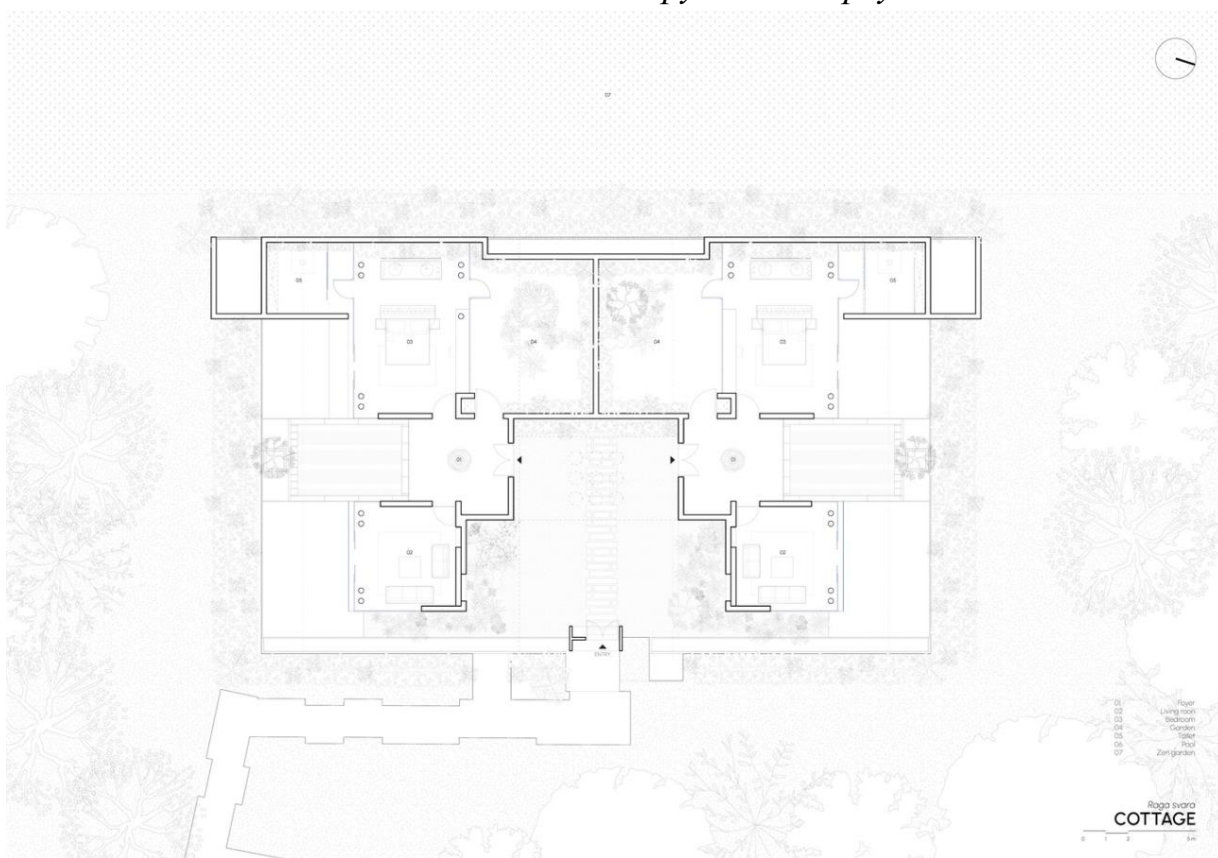 07
05
05
03
03
04
04
01
01
02
02
ENTRY
01 Foyer
02 Living room
03 Bedroom
04 Garden
05 Toilet
06 Pool
07 Zen garden
Raga svara
COTTAGE
0 1 2 5 m